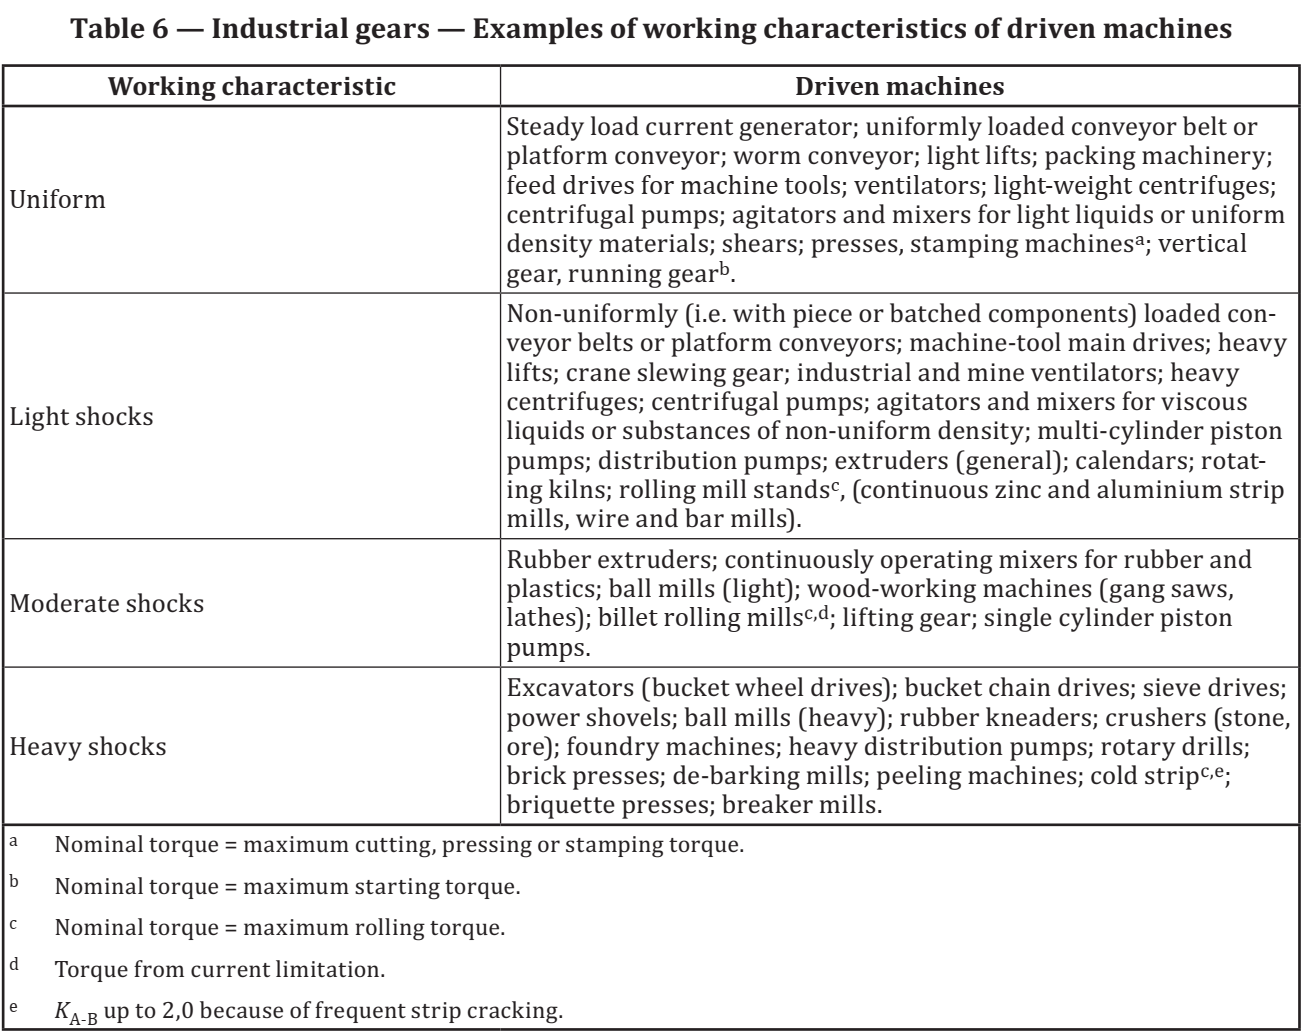 Table 6 — Industrial gears — Examples of working characteristics of driven machines
Working characteristic
Driven machines
Uniform
Steady load current generator; uniformly loaded conveyor belt or
platform conveyor; worm conveyor; light lifts; packing machinery;
feed drives for machine tools; ventilators; light-weight centrifuges;
centrifugal pumps; agitators and mixers for light liquids or uniform
density materials; shears; presses, stamping machinesᵃ; vertical
gear, running gearᵇ.
Light shocks
Non-uniformly (i.e. with piece or batched components) loaded con-
veyor belts or platform conveyors; machine-tool main drives; heavy
lifts; crane slewing gear; industrial and mine ventilators; heavy
centrifuges; centrifugal pumps; agitators and mixers for viscous
liquids or substances of non-uniform density; multi-cylinder piston
pumps; distribution pumps; extruders (general); calendars; rotat-
ing kilns; rolling mill standsᶜ, (continuous zinc and aluminium strip
mills, wire and bar mills).
Moderate shocks
Rubber extruders; continuously operating mixers for rubber and
plastics; ball mills (light); wood-working machines (gang saws,
lathes); billet rolling millsᶜ,ᵈ; lifting gear; single cylinder piston
pumps.
Heavy shocks
Excavators (bucket wheel drives); bucket chain drives; sieve drives;
power shovels; ball mills (heavy); rubber kneaders; crushers (stone,
ore); foundry machines; heavy distribution pumps; rotary drills;
brick presses; de-barking mills; peeling machines; cold stripᶜ,ᵉ;
briquette presses; breaker mills.
a Nominal torque = maximum cutting, pressing or stamping torque.
b Nominal torque = maximum starting torque.
c Nominal torque = maximum rolling torque.
d Torque from current limitation.
e K_A-B up to 2,0 because of frequent strip cracking.